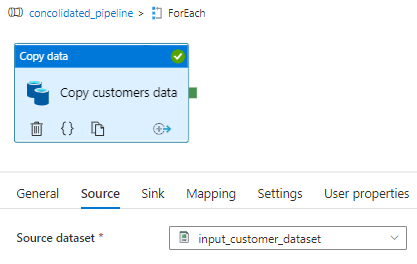 concolidated_pipeline > ForEach
Copy data
Copy customers data
{}
General Source Sink Mapping Settings User properties
Source dataset * input_customer_dataset